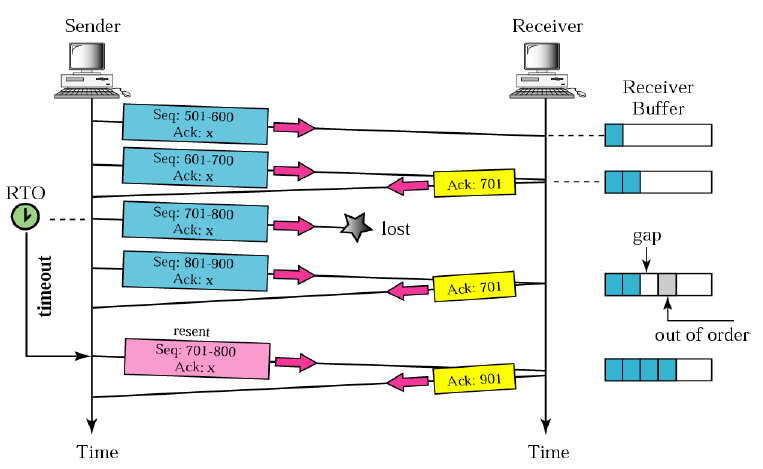 Sender
Receiver
Receiver
Buffer
Seq: 501-600
Ack: x
Seq: 601-700
Ack: x
Ack: 701
RTO
Seq: 701-800
Ack: x
lost
gap
timeout
Seq: 801-900
Ack: x
Ack: 701
out of order
resent
Seq: 701-800
Ack: x
Ack: 901
Time
Time